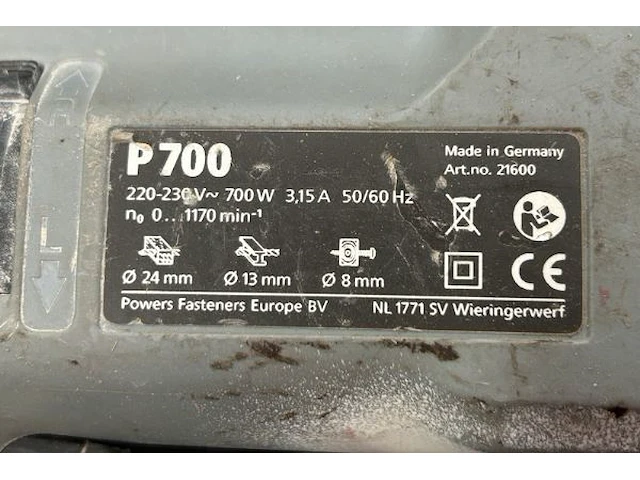 P 700
Made in Germany
Art.no. 21600
220-230 V~ 700 W 3,15 A 50/60 Hz
n₀ 0...1170 min⁻¹
Ø 24 mm Ø 13 mm Ø 8 mm
CE
Powers Fasteners Europe BV NL 1771 SV Wieringerwerf
R
L